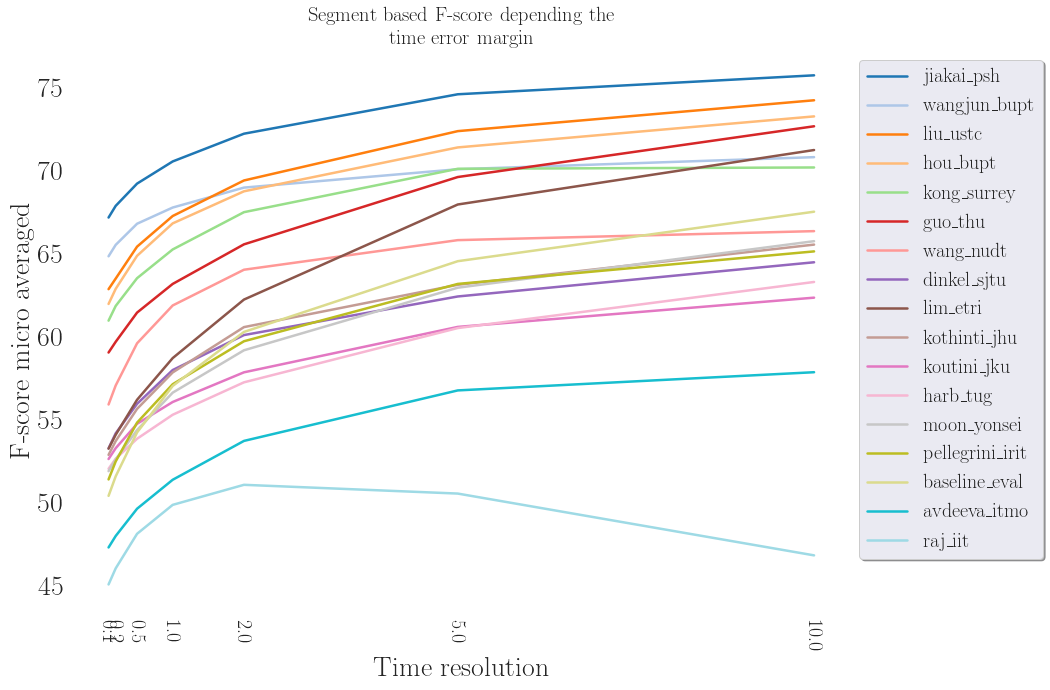 Segment based F-score depending the
time error margin
F-score micro averaged
75
70
65
60
55
50
45
0.1
0.2
0.5
1.0
2.0
5.0
10.0
Time resolution
jiakai_psh
wangjun_bupt
liu_ustc
hou_bupt
kong_surrey
guo_thu
wang_nudt
dinkel_sjtu
lim_etri
kothinti_jhu
koutini_jku
harb_tug
moon_yonsei
pellegrini_irit
baseline_eval
avdeeva_itmo
raj_iit